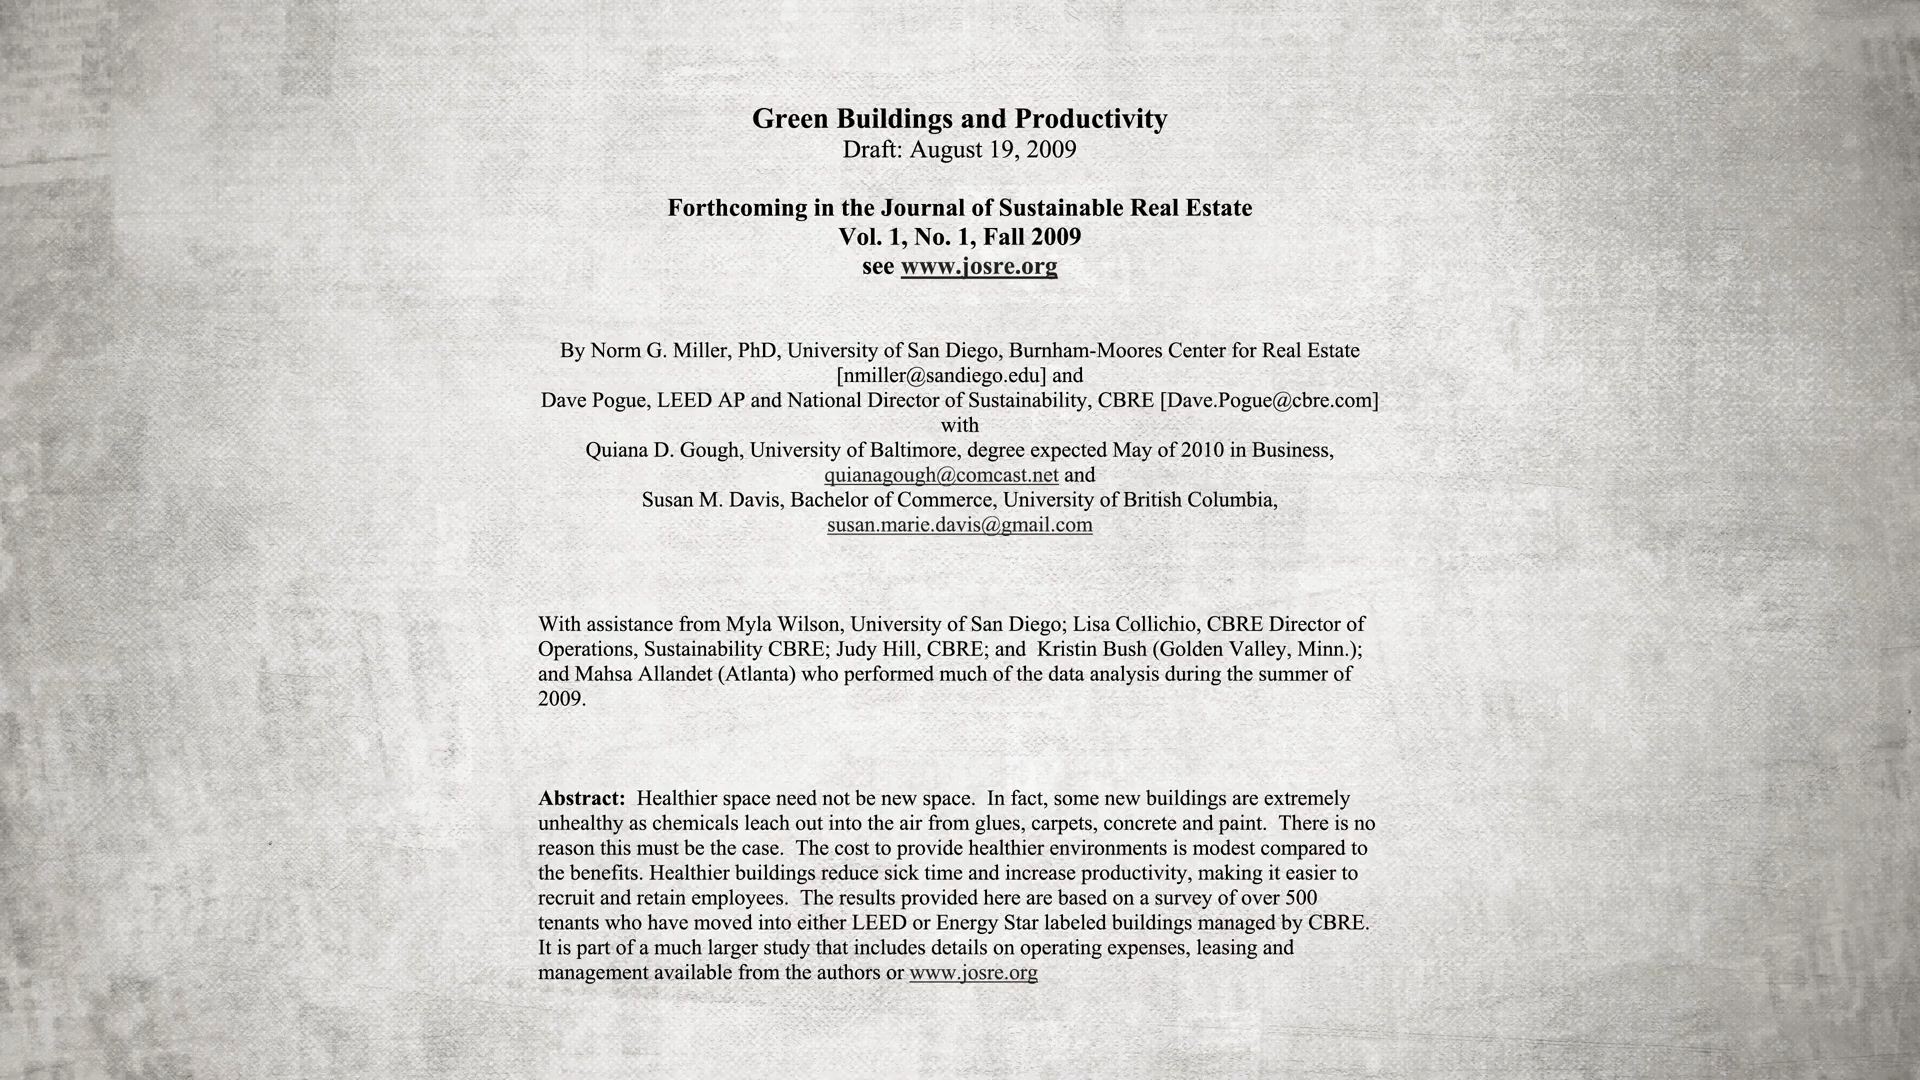 Green Buildings and Productivity
Draft: August 19, 2009
Forthcoming in the Journal of Sustainable Real Estate
Vol. 1, No. 1, Fall 2009
see www.josre.org
By Norm G. Miller, PhD, University of San Diego, Burnham-Moores Center for Real Estate
[nmiller@sandiego.edu] and
Dave Pogue, LEED AP and National Director of Sustainability, CBRE [Dave.Pogue@cbre.com]
with
Quiana D. Gough, University of Baltimore, degree expected May of 2010 in Business,
quianagough@comcast.net and
Susan M. Davis, Bachelor of Commerce, University of British Columbia,
susan.marie.davis@gmail.com
With assistance from Myla Wilson, University of San Diego; Lisa Collichio, CBRE Director of
Operations, Sustainability CBRE; Judy Hill, CBRE; and  Kristin Bush (Golden Valley, Minn.);
and Mahsa Allandet (Atlanta) who performed much of the data analysis during the summer of
2009.
Abstract:  Healthier space need not be new space.  In fact, some new buildings are extremely
unhealthy as chemicals leach out into the air from glues, carpets, concrete and paint.  There is no
reason this must be the case.  The cost to provide healthier environments is modest compared to
the benefits. Healthier buildings reduce sick time and increase productivity, making it easier to
recruit and retain employees.  The results provided here are based on a survey of over 500
tenants who have moved into either LEED or Energy Star labeled buildings managed by CBRE.
It is part of a much larger study that includes details on operating expenses, leasing and
management available from the authors or www.josre.org